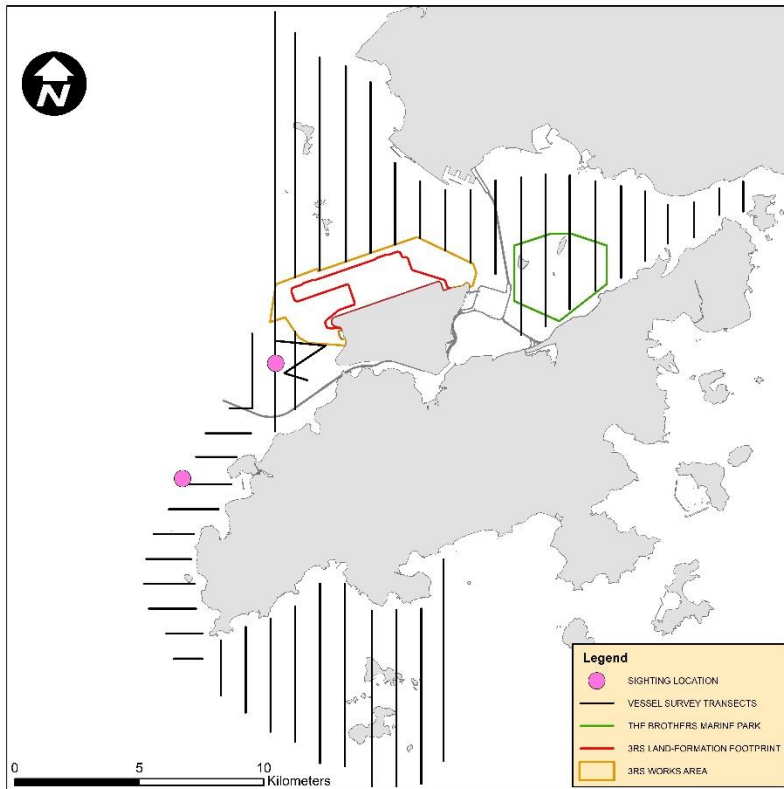 N
Legend
SIGHTING LOCATION
VESSEL SURVEY TRANSECTS
THE BROTHERS MARINE PARK
3RS LAND-FORMATION FOOTPRINT
3RS WORKS AREA
0 5 10
Kilometers